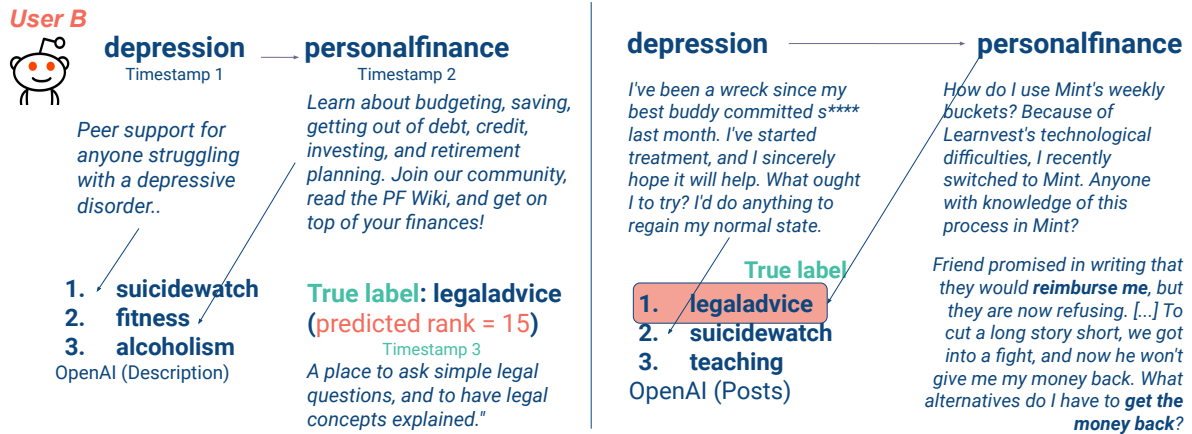 User B
depression
Timestamp 1
personalfinance
Timestamp 2
Peer support for
anyone struggling
with a depressive
disorder..
Learn about budgeting, saving,
getting out of debt, credit,
investing, and retirement
planning. Join our community,
read the PF Wiki, and get on
top of your finances!
1. suicidewatch
2. fitness
3. alcoholism
OpenAI (Description)
True label: legaladvice
(predicted rank = 15)
Timestamp 3
A place to ask simple legal
questions, and to have legal
concepts explained."
depression
personalfinance
I've been a wreck since my
best buddy committed s****
last month. I've started
treatment, and I sincerely
hope it will help. What ought
I to try? I'd do anything to
regain my normal state.
How do I use Mint's weekly
buckets? Because of
Learnvest's technological
difficulties, I recently
switched to Mint. Anyone
with knowledge of this
process in Mint?
True label
1. legaladvice
2. suicidewatch
3. teaching
OpenAI (Posts)
Friend promised in writing that
they would reimburse me, but
they are now refusing. [...] To
cut a long story short, we got
into a fight, and now he won't
give me my money back. What
alternatives do I have to get the
money back?